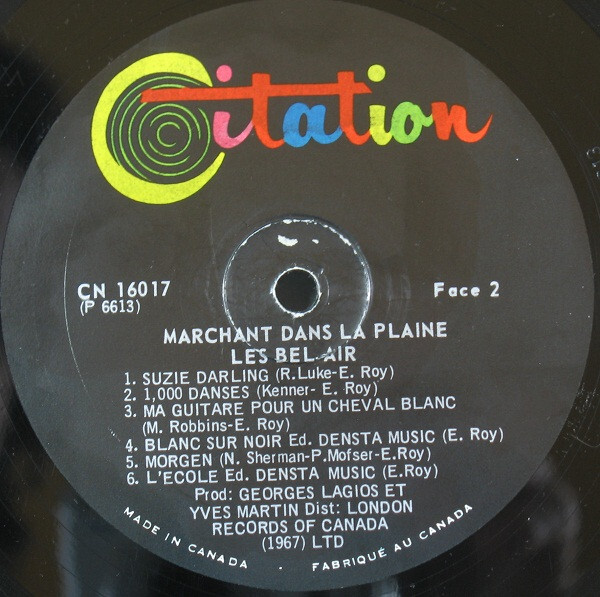 Citation
CN 16017
(P 6613)
Face 2
MARCHANT DANS LA PLAINE
LES BEL-AIR
1. SUZIE DARLING (R.Luke-E. Roy)
2. 1,000 DANSES (Kenner- E. Roy)
3. MA GUITARE POUR UN CHEVAL BLANC
(M. Robbins-E. Roy)
4. BLANC SUR NOIR Ed. DENSTA MUSIC (E. Roy)
5. MORGEN (N. Sherman-P.Mofser-E.Roy)
6. L'ECOLE Ed. DENSTA MUSIC (E.Roy)
Prod: GEORGES LAGIOS ET
YVES MARTIN Dist: LONDON
RECORDS OF CANADA
(1967) LTD
MADE IN CANADA • FABRIQUÉ AU CANADA